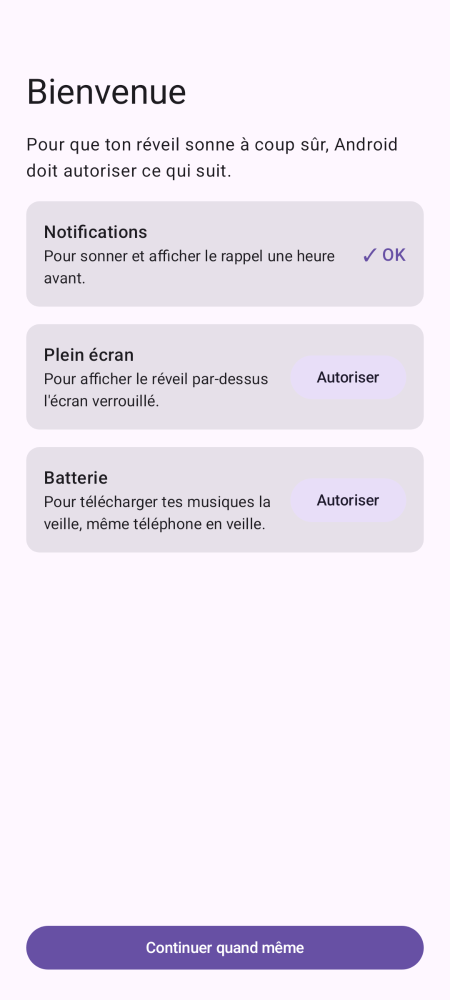 Bienvenue
Pour que ton réveil sonne à coup sûr, Android
doit autoriser ce qui suit.
Notifications
Pour sonner et afficher le rappel une heure
avant.
✓ OK
Plein écran
Pour afficher le réveil par-dessus
l'écran verrouillé.
Autoriser
Batterie
Pour télécharger tes musiques la
veille, même téléphone en veille.
Autoriser
Continuer quand même